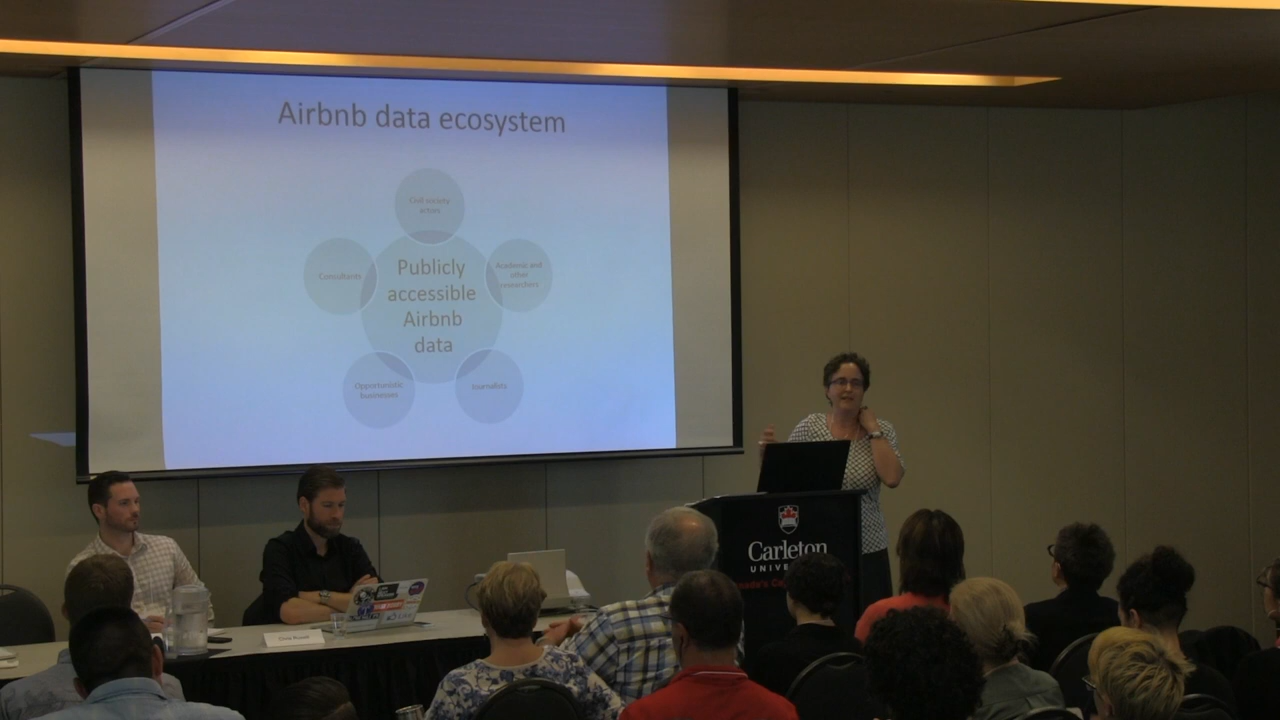 Airbnb data ecosystem
Civil society
actors
Consultants
Publicly
accessible
Airbnb
data
Academic and
other
researchers
Opportunistic
businesses
Journalists
Carleton
UNIVERSITY